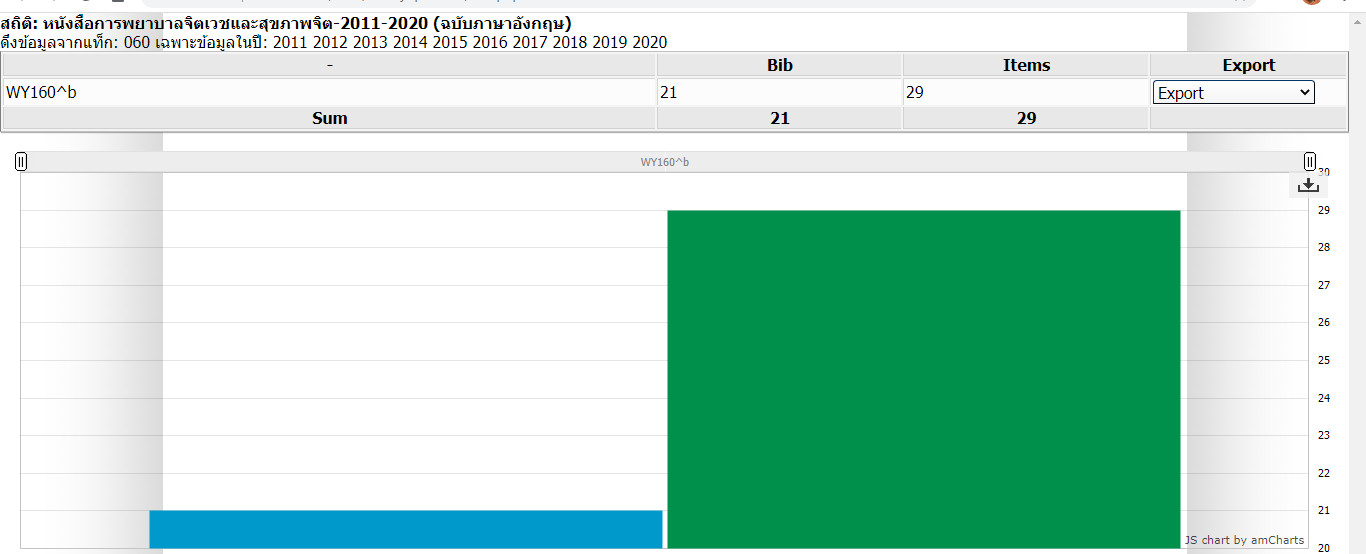 สถิติ: หนังสือการพยาบาลจิตเวชและสุขภาพจิต-2011-2020 (ฉบับภาษาอังกฤษ)
ดึงข้อมูลจากแท็ก: 060 เฉพาะข้อมูลในปี: 2011 2012 2013 2014 2015 2016 2017 2018 2019 2020
- Bib Items Export
WY160^b 21 29 Export
Sum 21 29
WY160^b
30
29
28
27
26
25
24
23
22
21
20
JS chart by amCharts